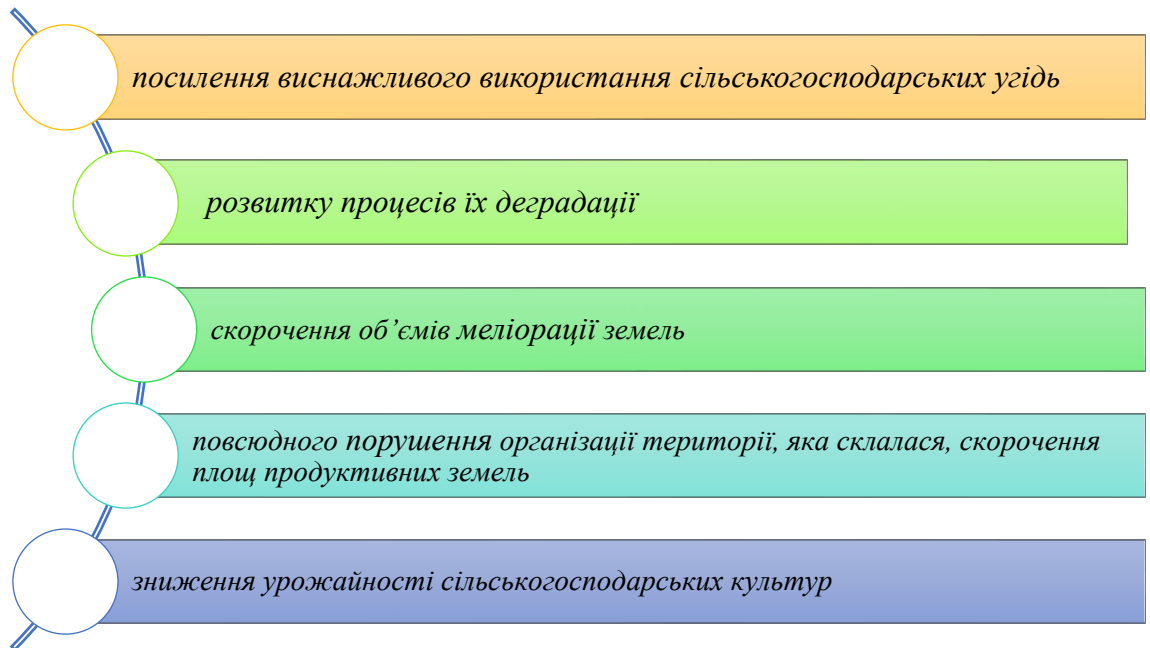 посилення виснажливого використання сільськогосподарських угідь
розвитку процесів їх деградації
скорочення об’ємів меліорації земель
повсюдного порушення організації території, яка склалася, скорочення
площ продуктивних земель
зниження урожайності сільськогосподарських культур